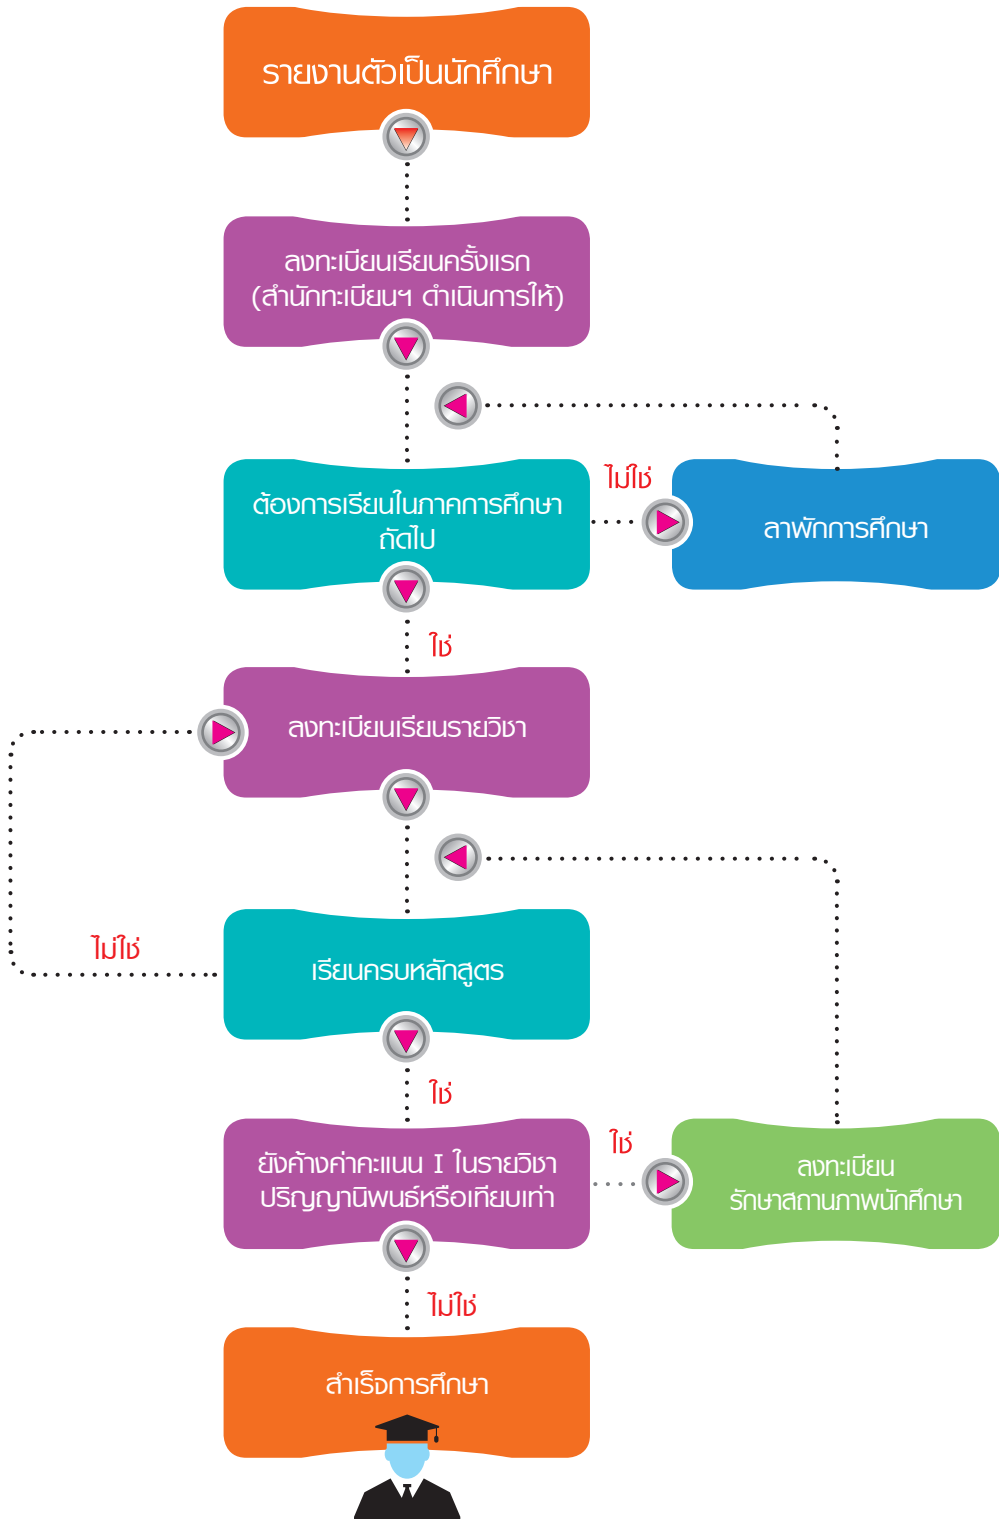 รายงานตัวเป็นนักศึกษา
ลงทะเบียนเรียนครั้งแรก
(สำนักทะเบียนฯ ดำเนินการให้)
ต้องการเรียนในภาคการศึกษา
ถัดไป
ไม่ใช่
ลาพักการศึกษา
ใช่
ลงทะเบียนเรียนรายวิชา
ไม่ใช่
เรียนครบหลักสูตร
ใช่
ยังค้างค่าคะแนน I ในรายวิชา
ปริญญานิพนธ์หรือเทียบเท่า
ใช่
ลงทะเบียน
รักษาสถานภาพนักศึกษา
ไม่ใช่
สำเร็จการศึกษา